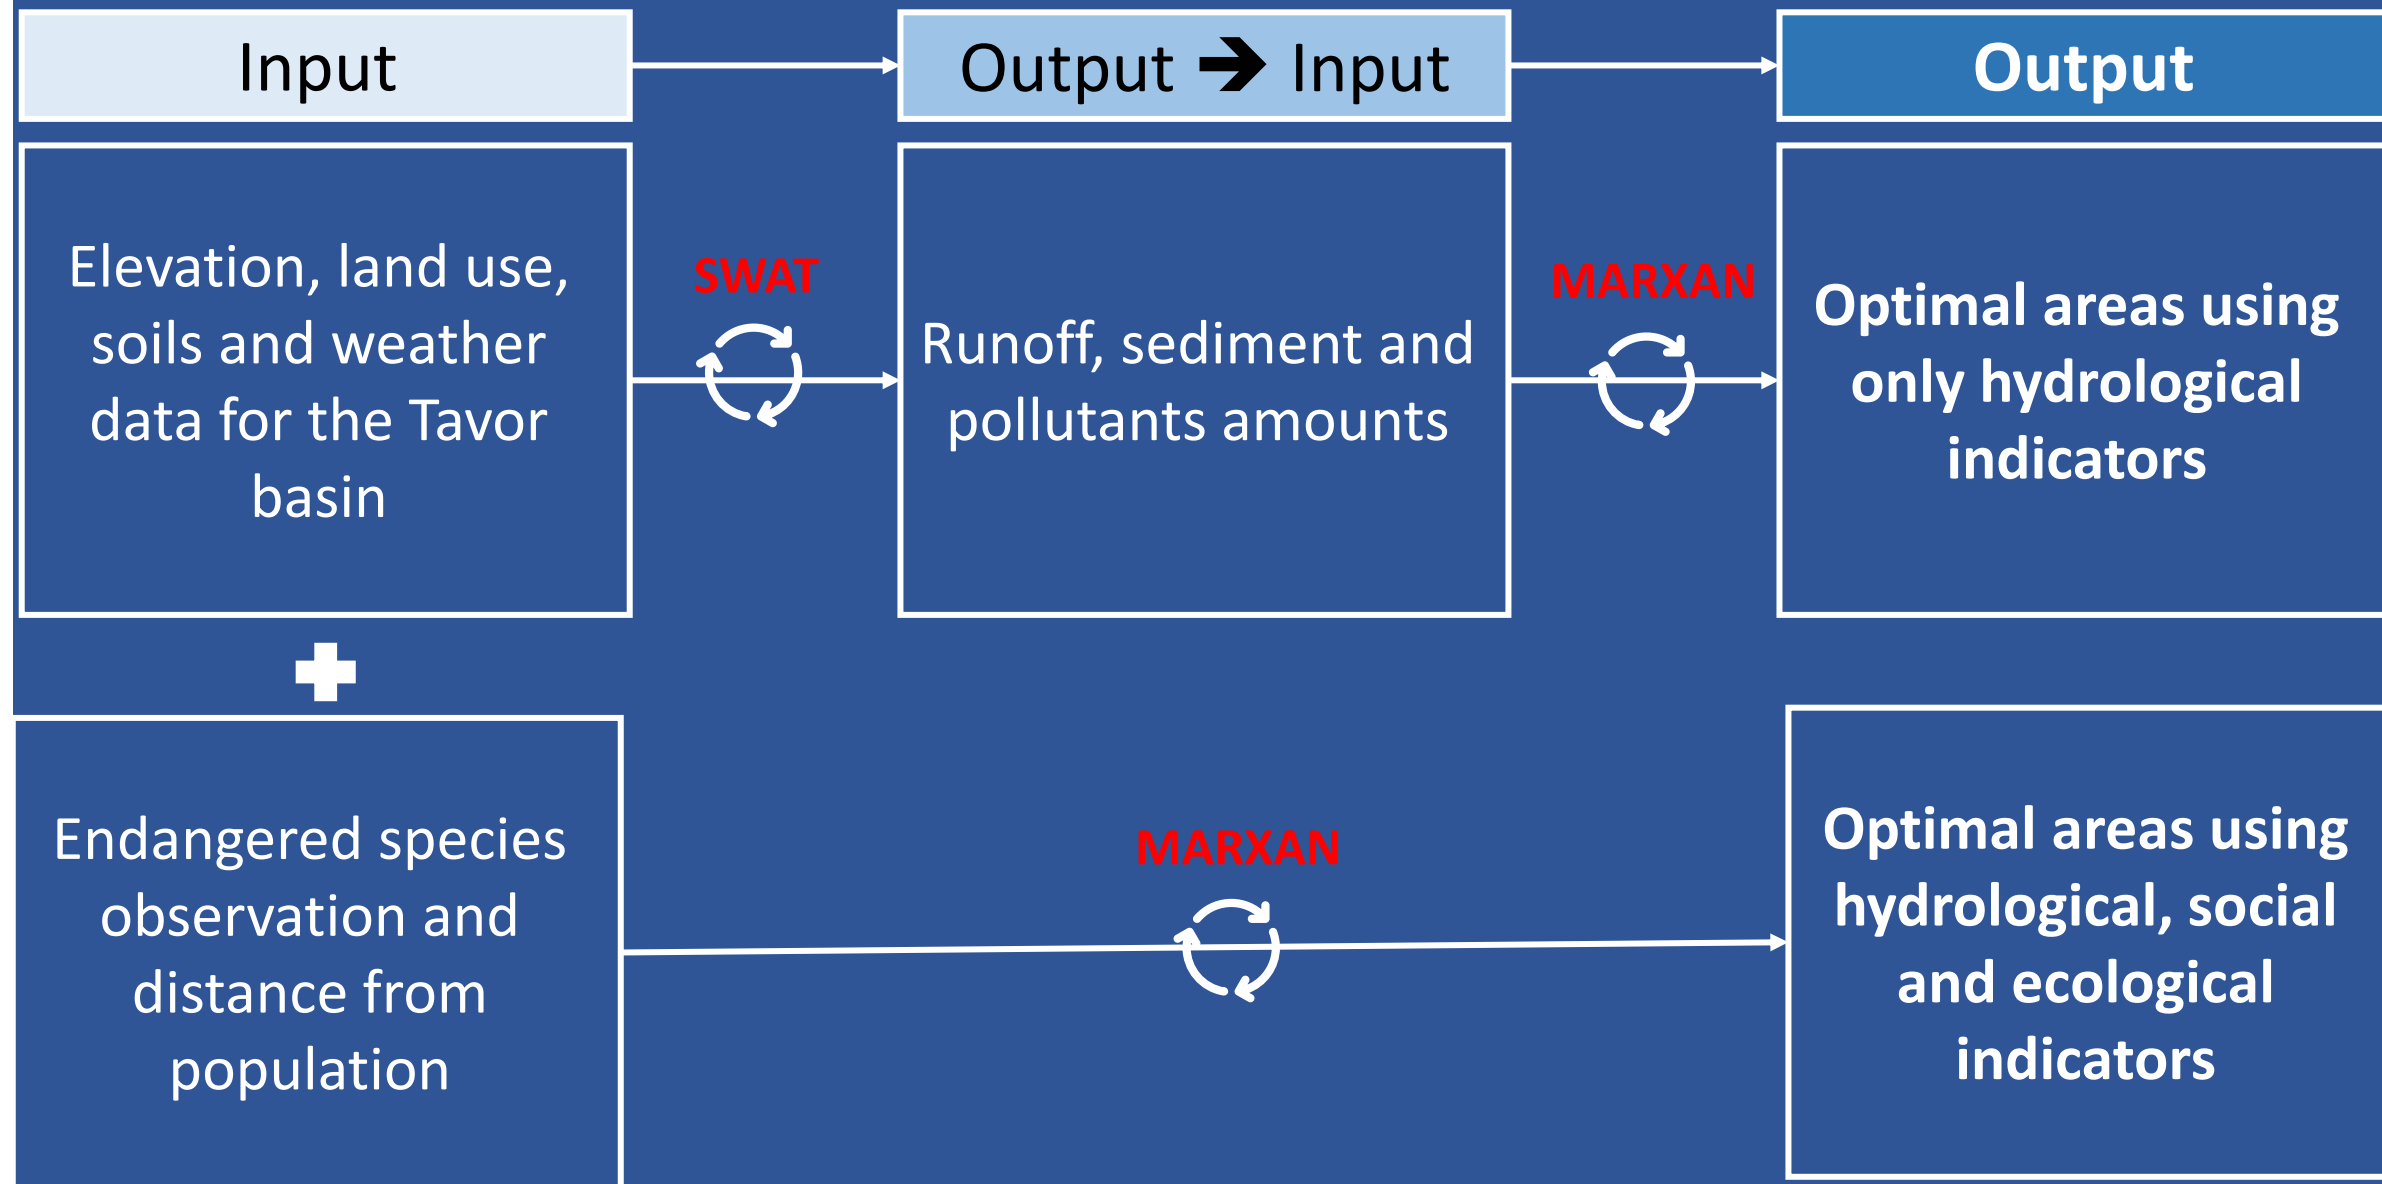 Input
Output ➔ Input
Output
Elevation, land use,
soils and weather
data for the Tavor
basin
SWAT
Runoff, sediment and
pollutants amounts
MARXAN
Optimal areas using
only hydrological
indicators
Endangered species
observation and
distance from
population
MARXAN
Optimal areas using
hydrological, social
and ecological
indicators